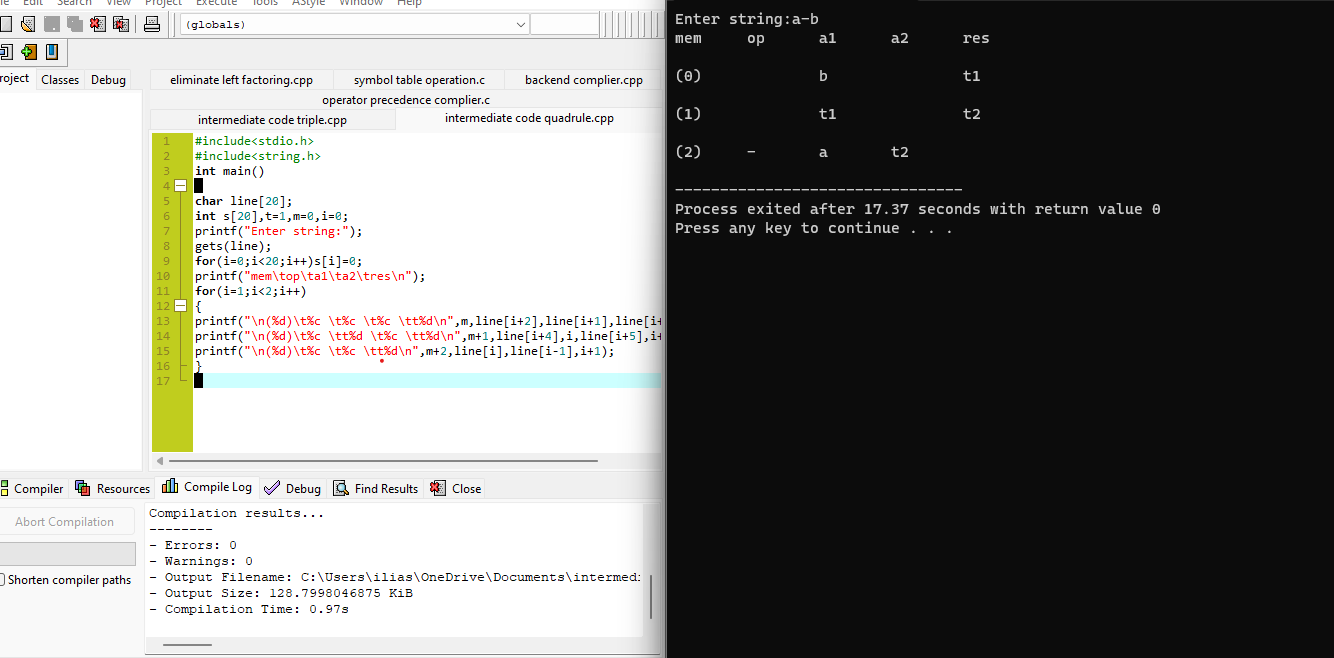 Edit Search View Project Execute Tools AStyle Window Help
(globals)
Classes Debug
eliminate left factoring.cpp symbol table operation.c backend complier.cpp
operator precedence complier.c
intermediate code triple.cpp intermediate code quadrule.cpp
1 #include<stdio.h>
2 #include<string.h>
3 int main()
4
5 char line[20];
6 int s[20],t=1,m=0,i=0;
7 printf("Enter string:");
8 gets(line);
9 for(i=0;i<20;i++)s[i]=0;
10 printf("mem\top\ta1\ta2\tres\n");
11 for(i=1;i<2;i++)
12 {
13 printf("\n(%d)\t%c \t%c \t%c \tt%d\n",m,line[i+2],line[i+1],line[i+
14 printf("\n(%d)\t%c \tt%d \t%c \tt%d\n",m+1,line[i+4],i,line[i+5],i+
15 printf("\n(%d)\t%c \t%c \tt%d\n",m+2,line[i],line[i-1],i+1);
16 }
17
Compiler Resources Compile Log Debug Find Results Close
Abort Compilation
Shorten compiler paths
Compilation results...
--------
- Errors: 0
- Warnings: 0
- Output Filename: C:\Users\ilias\OneDrive\Documents\intermed
- Output Size: 128.7998046875 KiB
- Compilation Time: 0.97s
Enter string:a-b
mem op a1 a2 res
(0) b t1
(1) t1 t2
(2) - a t2
--------------------------------
Process exited after 17.37 seconds with return value 0
Press any key to continue . . .